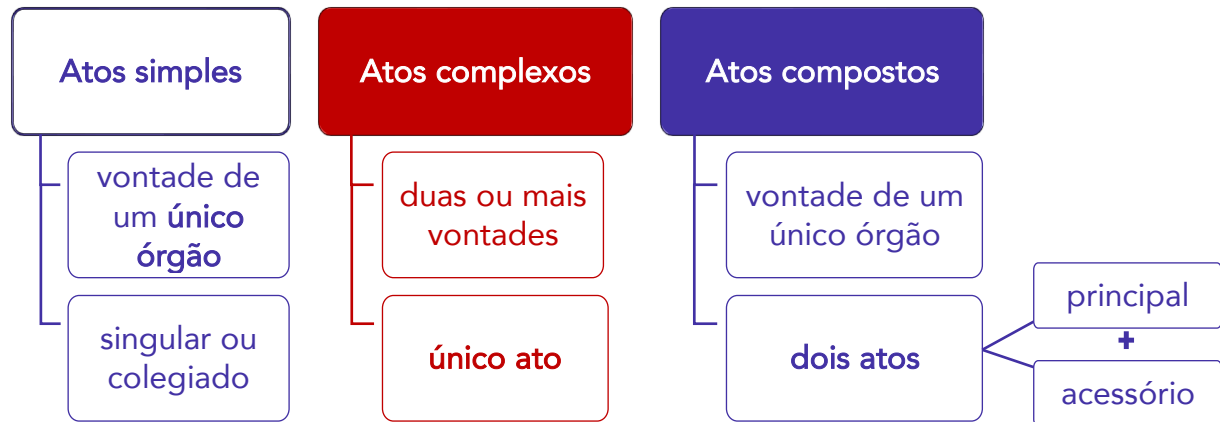 Atos simples
vontade de
um único
órgão
singular ou
colegiado
Atos complexos
duas ou mais
vontades
único ato
Atos compostos
vontade de um
único órgão
dois atos
principal
+
acessório